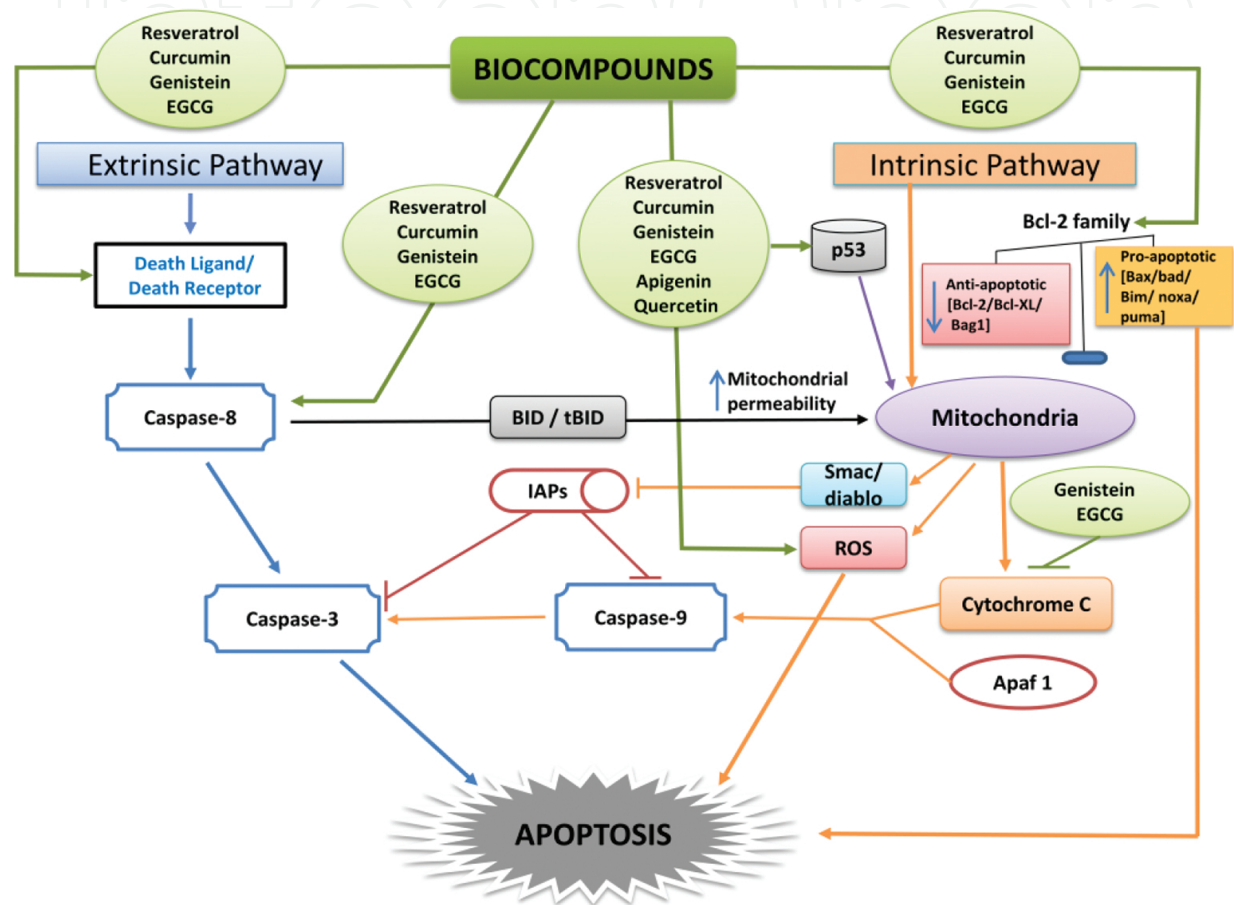 Resveratrol
Curcumin
Genistein
EGCG
BIOCOMPOUNDS
Resveratrol
Curcumin
Genistein
EGCG
Extrinsic Pathway
Intrinsic Pathway
Resveratrol
Curcumin
Genistein
EGCG
Resveratrol
Curcumin
Genistein
EGCG
Apigenin
Quercetin
p53
Bcl-2 family
Death Ligand/
Death Receptor
Anti-apoptotic
[Bcl-2/Bcl-XL/
Bag1]
Pro-apoptotic
[Bax/bad/
Bim/ noxa/
puma]
Caspase-8
BID / tBID
Mitochondrial
permeability
Mitochondria
IAPs
Smac/
diablo
Genistein
EGCG
ROS
Caspase-3
Caspase-9
Cytochrome C
Apaf 1
APOPTOSIS